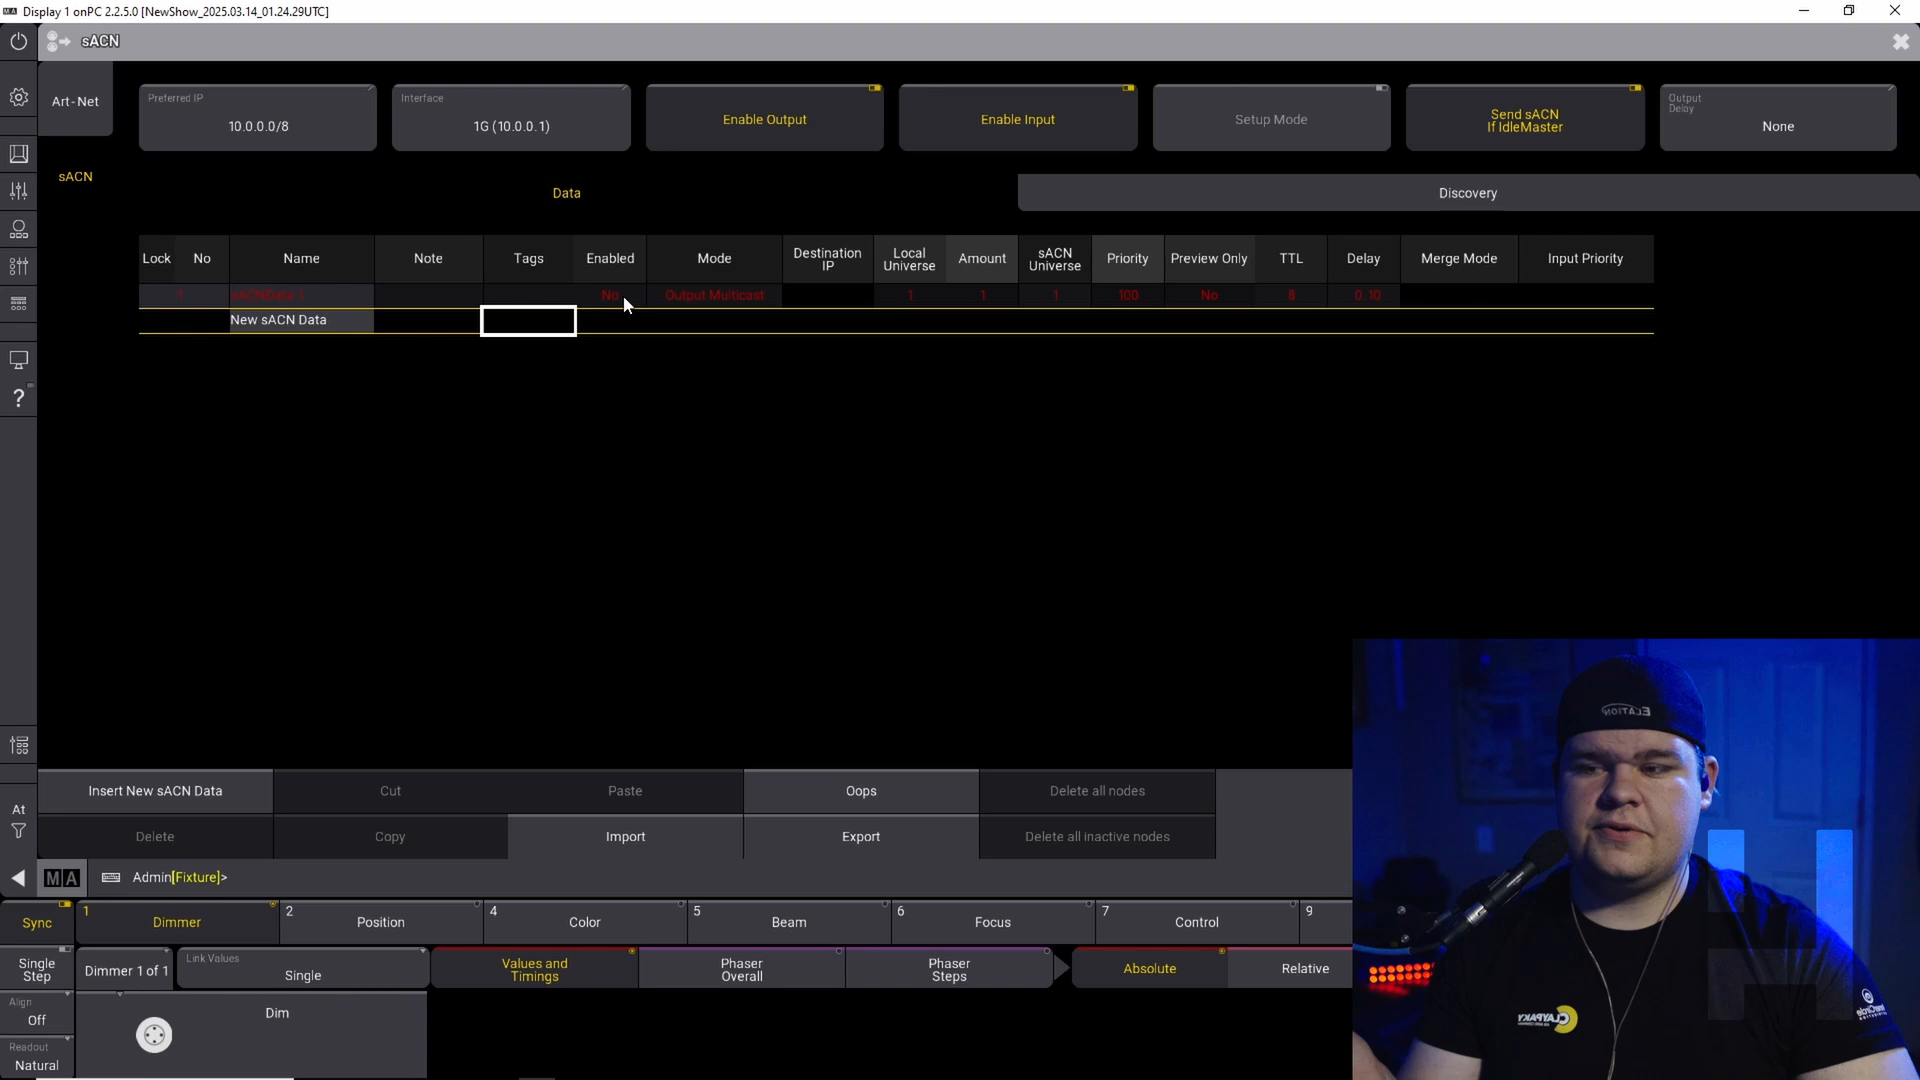 Display 1 onPC 2.2.5.0 [NewShow_2025.03.14_01.24.29UTC]
sACN
Art-Net
Preferred IP
10.0.0.0/8
Interface
1G (10.0.0.1)
Enable Output
Enable Input
Setup Mode
Send sACN
If IdleMaster
Output
Delay
None
sACN
Data
Discovery
Lock No Name Note Tags Enabled Mode Destination IP Local Universe Amount sACN Universe Priority Preview Only TTL Delay Merge Mode Input Priority
1 sACNData 1 No Output Multicast 1 1 1 100 No 8 0.10
New sACN Data
Insert New sACN Data Cut Paste Oops Delete all nodes
Delete Copy Import Export Delete all inactive nodes
At
MA Admin[Fixture]>
Sync
1 Dimmer
2 Position
4 Color
5 Beam
6 Focus
7 Control
9
Single
Step
Dimmer 1 of 1
Link Values
Single
Values and
Timings
Phaser
Overall
Phaser
Steps
Absolute
Relative
Align
Off
Dim
Readout
Natural
ELATION
CLAYPAKY